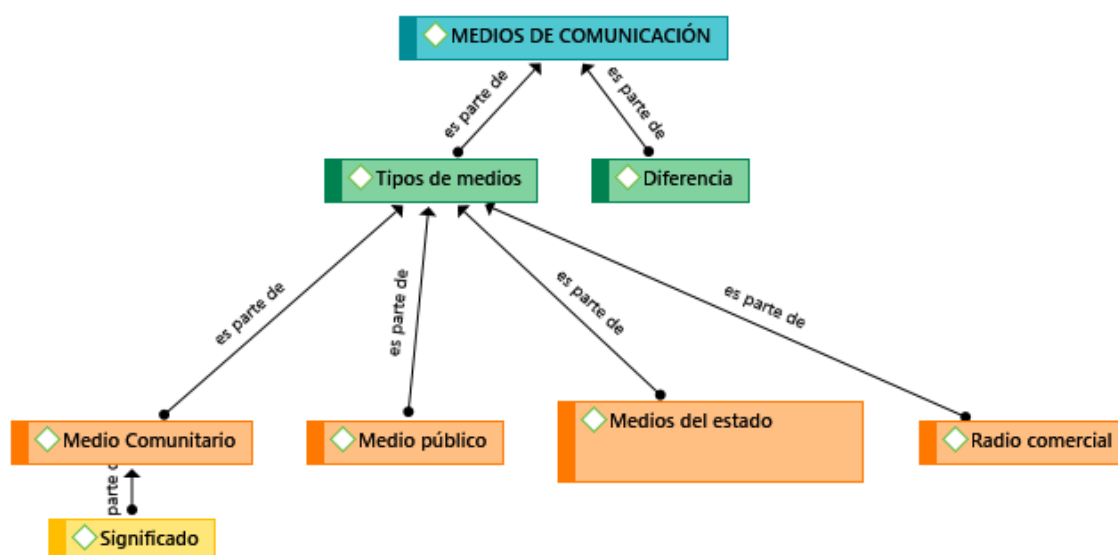 MEDIOS DE COMUNICACIÓN
es parte de
es parte de
Tipos de medios
Diferencia
es parte de
es parte de
es parte de
es parte de
Medio Comunitario
Medio público
Medios del estado
Radio comercial
parte
Significado